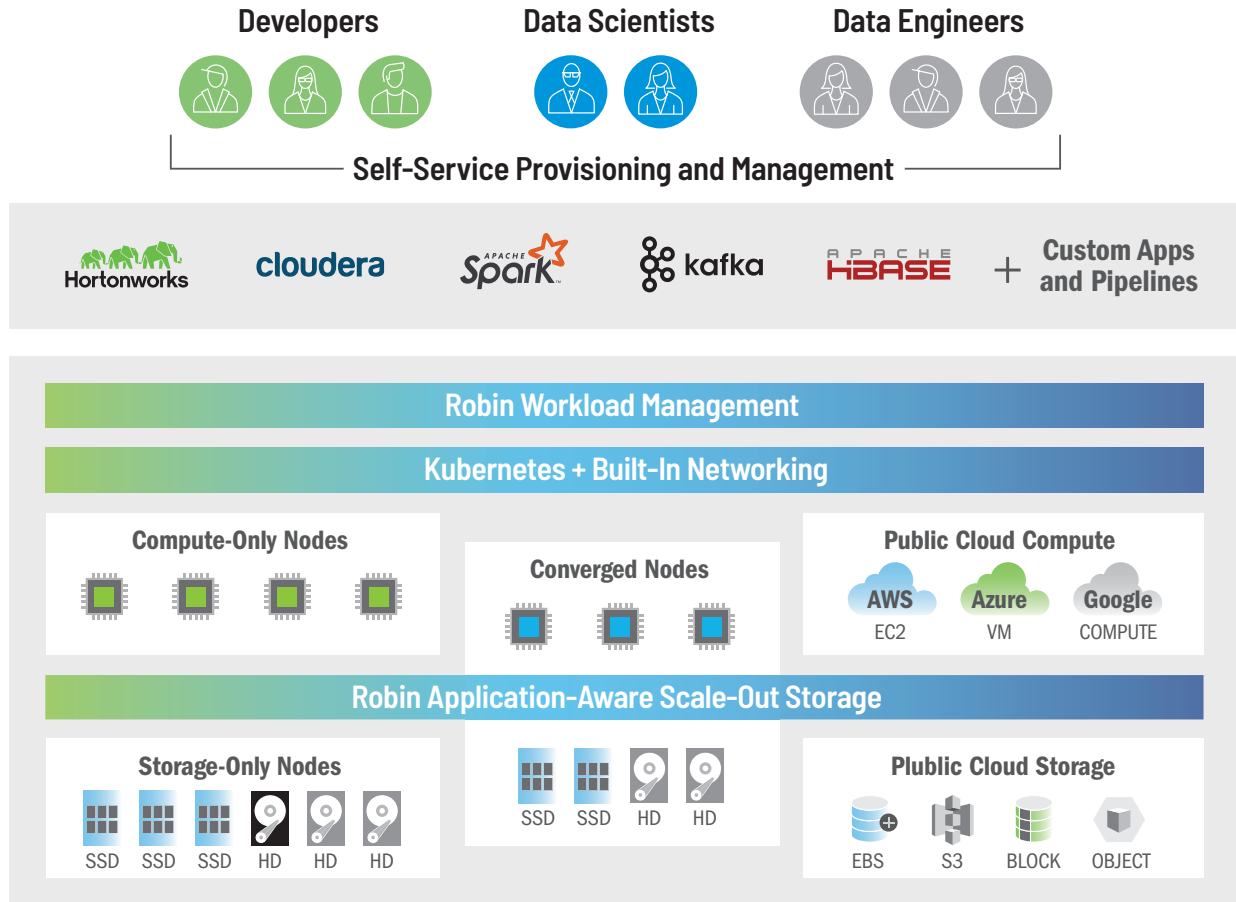 Developers
Data Scientists
Data Engineers
Self-Service Provisioning and Management
Hortonworks
cloudera
APACHE
Spark
TM
kafka
APACHE
HBASE
+
Custom Apps
and Pipelines
Robin Workload Management
Kubernetes + Built-In Networking
Compute-Only Nodes
Converged Nodes
Public Cloud Compute
AWS
Azure
Google
EC2
VM
COMPUTE
Robin Application-Aware Scale-Out Storage
Storage-Only Nodes
SSD SSD SSD HD HD HD
SSD SSD HD HD
Plublic Cloud Storage
EBS S3 BLOCK OBJECT